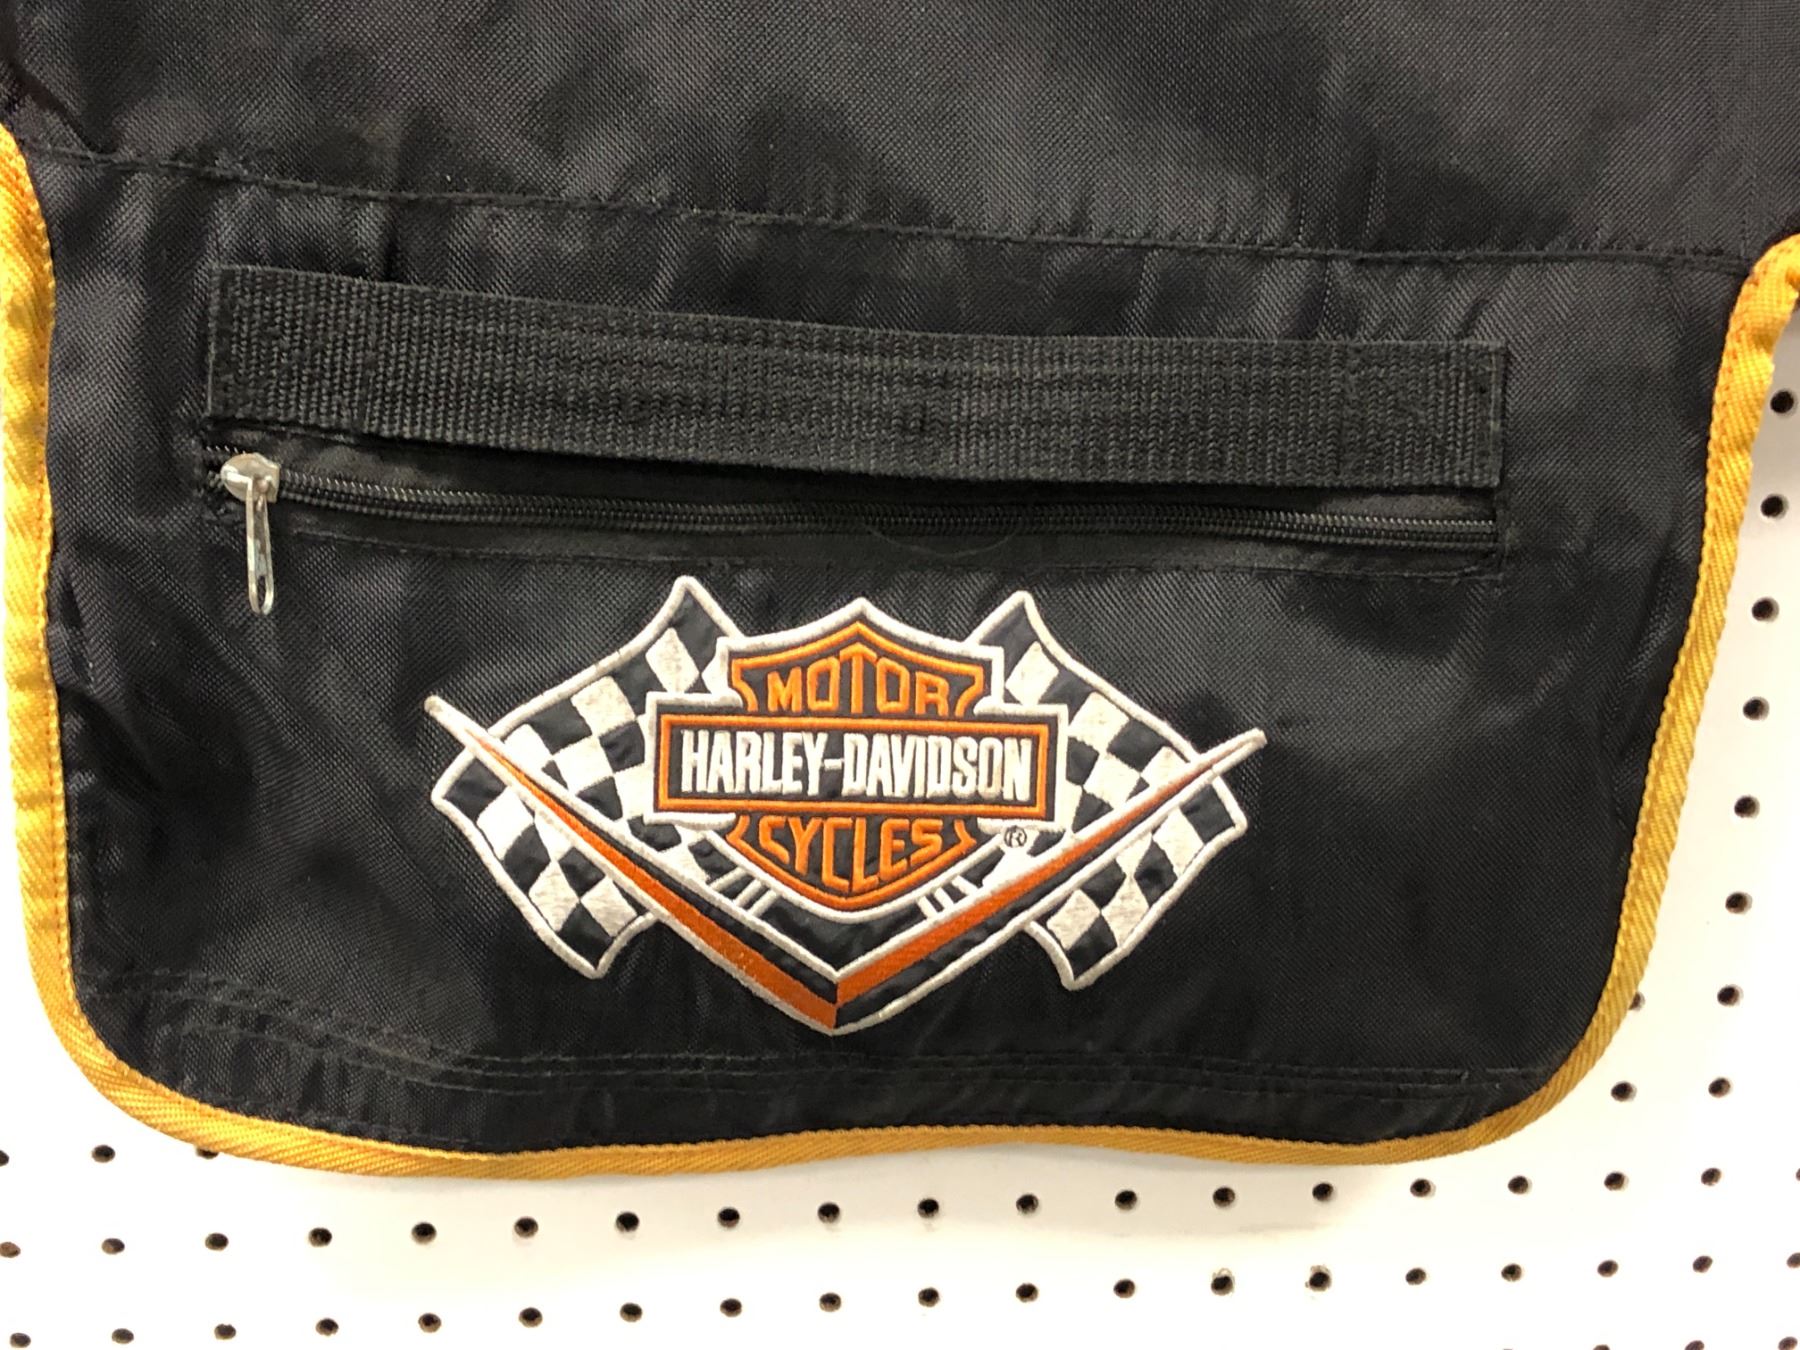 MOTOR
HARLEY-DAVIDSON
CYCLES
®